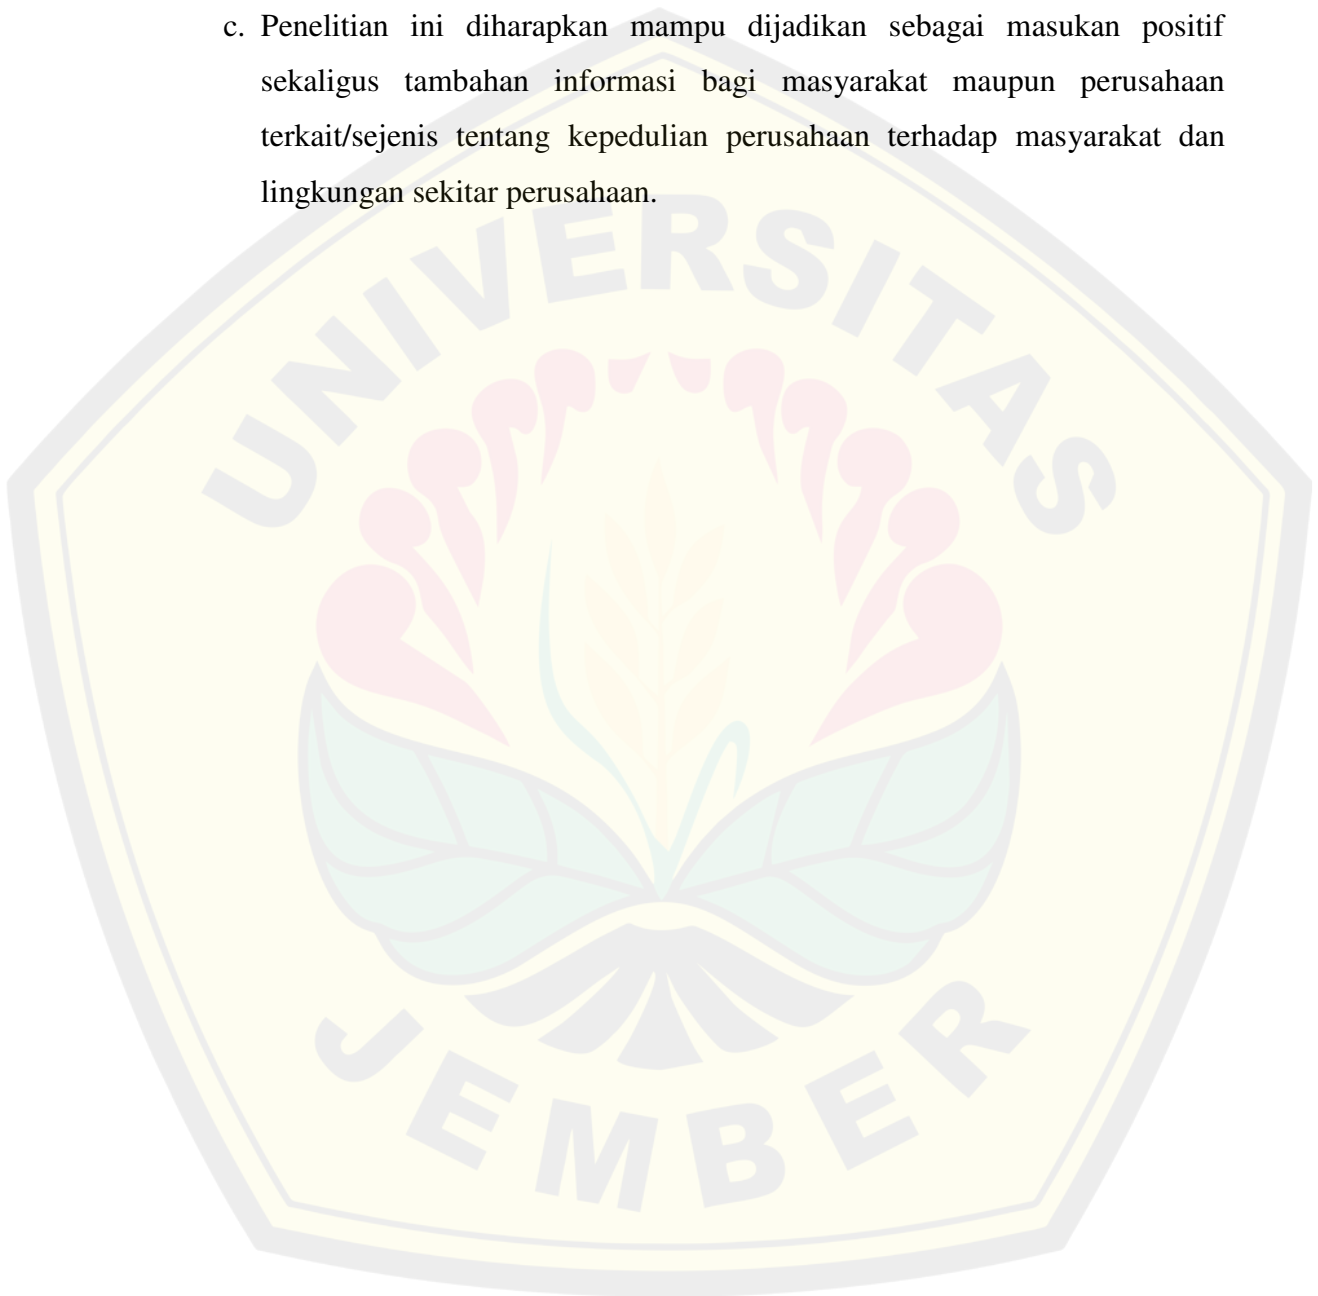 c. Penelitian ini diharapkan mampu dijadikan sebagai masukan positif
sekaligus tambahan informasi bagi masyarakat maupun perusahaan
terkait/sejenis tentang kepedulian perusahaan terhadap masyarakat dan
lingkungan sekitar perusahaan.
UNIVERSITAS
JEMBER